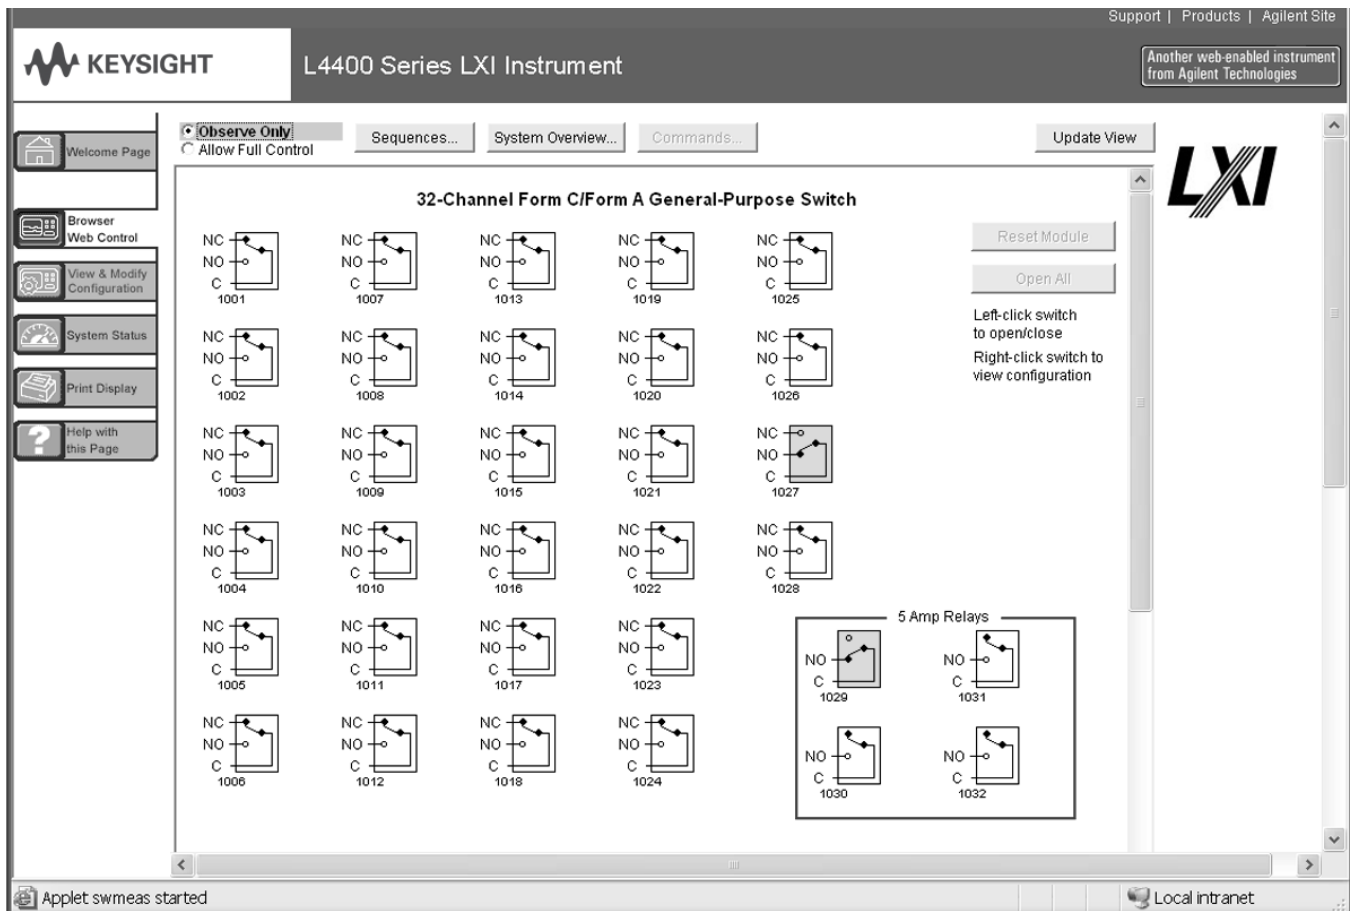 Support | Products | Agilent Site
KEYSIGHT
L4400 Series LXI Instrument
Another web-enabled instrument
from Agilent Technologies
Observe Only
Allow Full Control
Sequences...
System Overview...
Commands...
Update View
LXI
Welcome Page
Browser
Web Control
View & Modify
Configuration
System Status
Print Display
Help with
this Page
32-Channel Form C/Form A General-Purpose Switch
Reset Module
Open All
Left-click switch
to open/close
Right-click switch to
view configuration
NC NC NC NC NC
NO NO NO NO NO
C C C C C
1001 1007 1013 1019 1025
NC NC NC NC NC
NO NO NO NO NO
C C C C C
1002 1008 1014 1020 1026
NC NC NC NC NC
NO NO NO NO NO
C C C C C
1003 1009 1015 1021 1027
NC NC NC NC NC
NO NO NO NO NO
C C C C C
1004 1010 1016 1022 1028
NC NC NC NC
NO NO NO NO
C C C C
1005 1011 1017 1023
NC NC NC NC
NO NO NO NO
C C C C
1006 1012 1018 1024
5 Amp Relays
NO NO
C C
1029 1031
NO NO
C C
1030 1032
Applet swmeas started
Local intranet